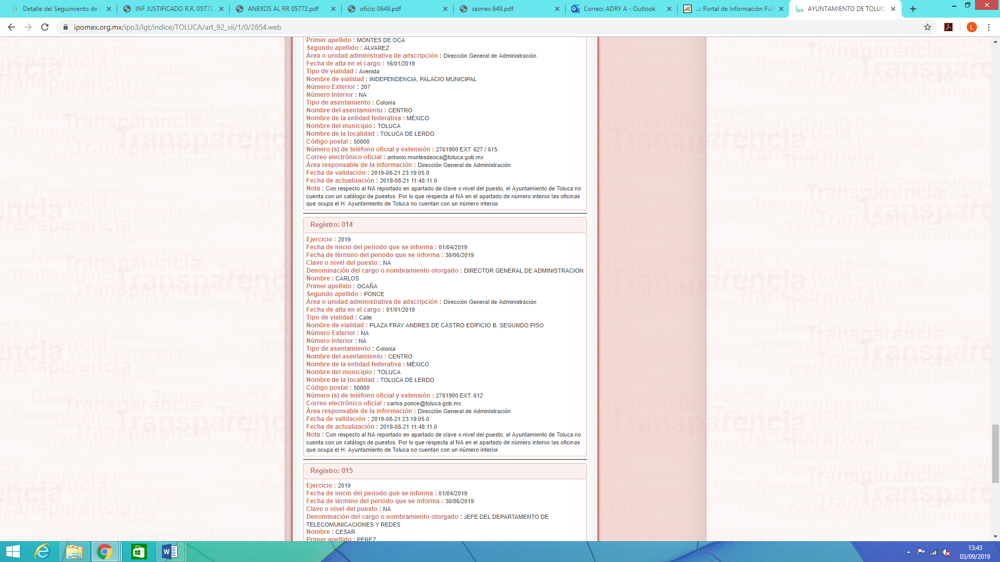 Detalle del Seguimiento de S
INF JUSTIFICADO R.R. 05772
ANEXOS AL RR 05772.pdf
oficio 0649.pdf
saimex 649.pdf
Correo: ADRY A - Outlook
..:: Portal de Información Púb
AYUNTAMIENTO DE TOLUC
ipomex.org.mx/ipo3/lgt/indice/TOLUCA/art_92_vii/1/0/2854.web
L
Primer apellido : MONTES DE OCA
Segundo apellido : ALVAREZ
Área o unidad administrativa de adscripción : Dirección General de Administración
Fecha de alta en el cargo : 16/01/2019
Tipo de vialidad : Avenida
Nombre de vialidad : INDEPENDENCIA, PALACIO MUNICIPAL
Número Exterior : 207
Número Interior : NA
Tipo de asentamiento : Colonia
Nombre del asentamiento : CENTRO
Nombre de la entidad federativa : MÉXICO
Nombre del municipio : TOLUCA
Nombre de la localidad : TOLUCA DE LERDO
Código postal : 50000
Número (s) de teléfono oficial y extensión : 2761900 EXT. 627 / 615
Correo electrónico oficial : antonio.montesdeoca@toluca.gob.mx
Área responsable de la información : Dirección General de Administración
Fecha de validación : 2019-08-21 23:19:05.0
Fecha de actualización : 2019-08-21 11:48:11.0
Nota : Con respecto al NA reportado en apartado de clave o nivel del puesto, el Ayuntamiento de Toluca no
cuenta con un catálogo de puestos. Por lo que respecta al NA en el apartado de número interior las oficinas
que ocupa el H. Ayuntamiento de Toluca no cuentan con un número interior.
Registro: 014
Ejercicio : 2019
Fecha de inicio del periodo que se informa : 01/04/2019
Fecha de término del periodo que se informa : 30/06/2019
Clave o nivel del puesto : NA
Denominación del cargo o nombramiento otorgado : DIRECTOR GENERAL DE ADMINISTRACION
Nombre : CARLOS
Primer apellido : OCAÑA
Segundo apellido : PONCE
Área o unidad administrativa de adscripción : Dirección General de Administración
Fecha de alta en el cargo : 01/01/2019
Tipo de vialidad : Calle
Nombre de vialidad : PLAZA FRAY ANDRES DE CASTRO EDIFICIO B, SEGUNDO PISO
Número Exterior : NA
Número Interior : NA
Tipo de asentamiento : Colonia
Nombre del asentamiento : CENTRO
Nombre de la entidad federativa : MÉXICO
Nombre del municipio : TOLUCA
Nombre de la localidad : TOLUCA DE LERDO
Código postal : 50000
Número (s) de teléfono oficial y extensión : 2761900 EXT. 612
Correo electrónico oficial : carlos.ponce@toluca.gob.mx
Área responsable de la información : Dirección General de Administración
Fecha de validación : 2019-08-21 23:19:05.0
Fecha de actualización : 2019-08-21 11:48:11.0
Nota : Con respecto al NA reportado en apartado de clave o nivel del puesto, el Ayuntamiento de Toluca no
cuenta con un catálogo de puestos. Por lo que respecta al NA en el apartado de número interior las oficinas
que ocupa el H. Ayuntamiento de Toluca no cuentan con un número interior.
Registro: 015
Ejercicio : 2019
Fecha de inicio del periodo que se informa : 01/04/2019
Fecha de término del periodo que se informa : 30/06/2019
Clave o nivel del puesto : NA
Denominación del cargo o nombramiento otorgado : JEFE DEL DEPARTAMENTO DE
TELECOMUNICACIONES Y REDES
Nombre : CESAR
Primer apellido : PEREZ
13:43
03/09/2019